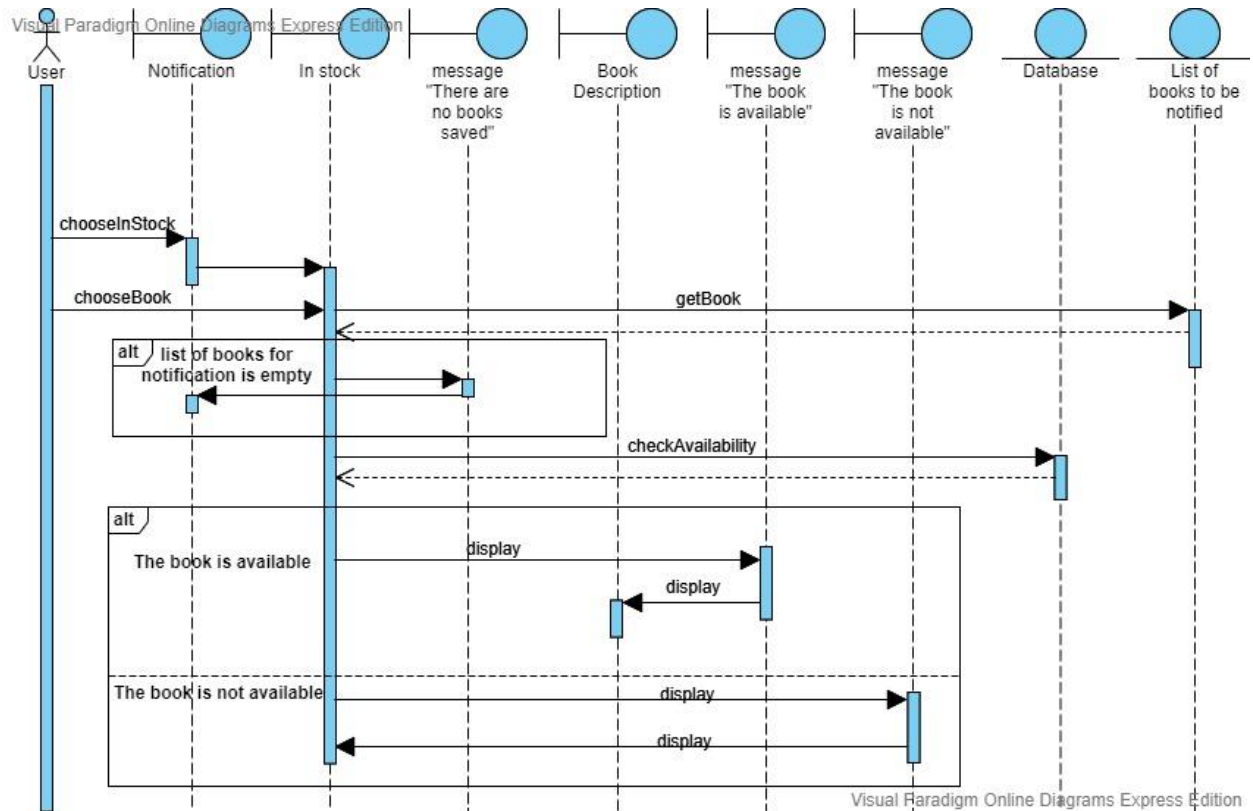 Visual Paradigm Online Diagrams Express Edition
User
Notification
In stock
message
"There are
no books
saved"
Book
Description
message
"The book
is available"
message
"The book
is not
available"
Database
List of
books to be
notified
chooseInStock
chooseBook
getBook
alt
list of books for
notification is empty
checkAvailability
alt
The book is available
display
display
The book is not available
display
display
Visual Paradigm Online Diagrams Express Edition